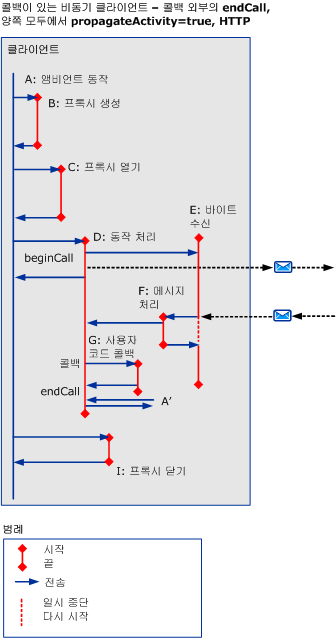 콜백이 있는 비동기 클라이언트 – 콜백 외부의 endCall,
양쪽 모두에서 propagateActivity=true, HTTP
클라이언트
A: 앰비언트 동작
B: 프록시 생성
C: 프록시 열기
E: 바이트
수신
D: 동작 처리
beginCall
F: 메시지
처리
G: 사용자
코드 콜백
콜백
endCall
A’
I: 프록시 닫기
범례
시작
끝
전송
일시 중단
다시 시작